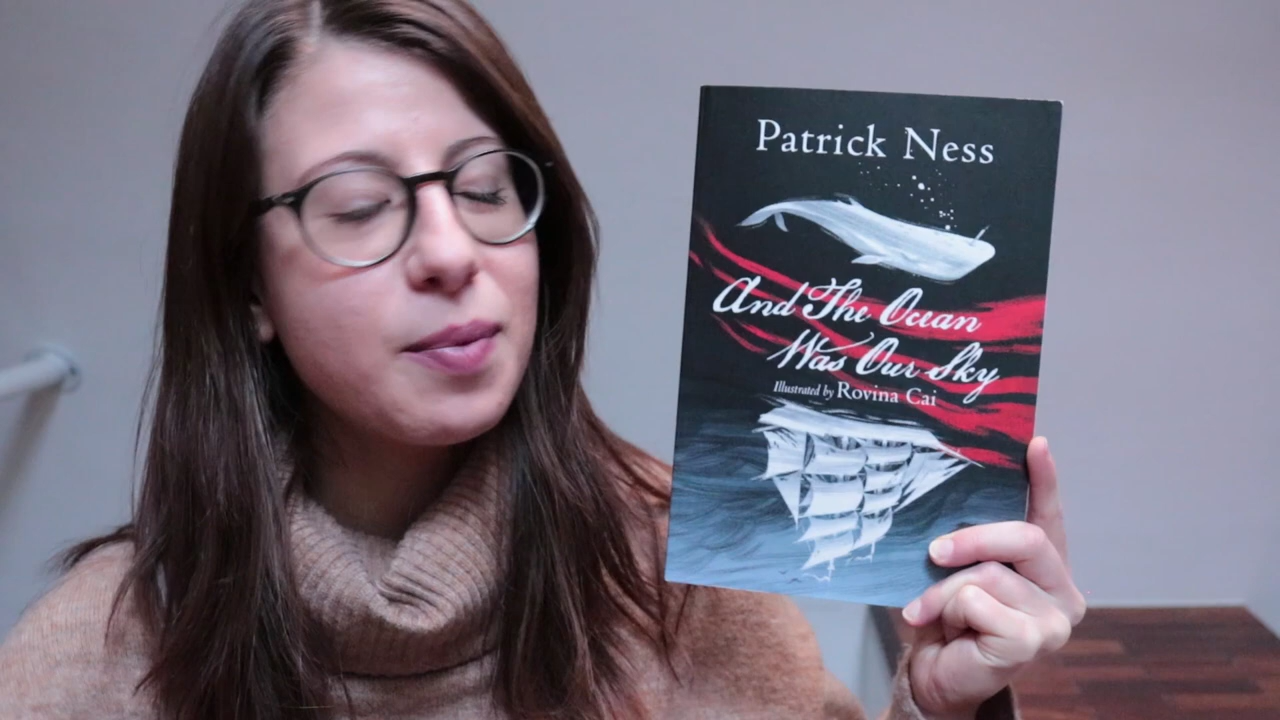 Patrick Ness
And The Ocean
Was Our Sky
Illustrated by Rovina Cai